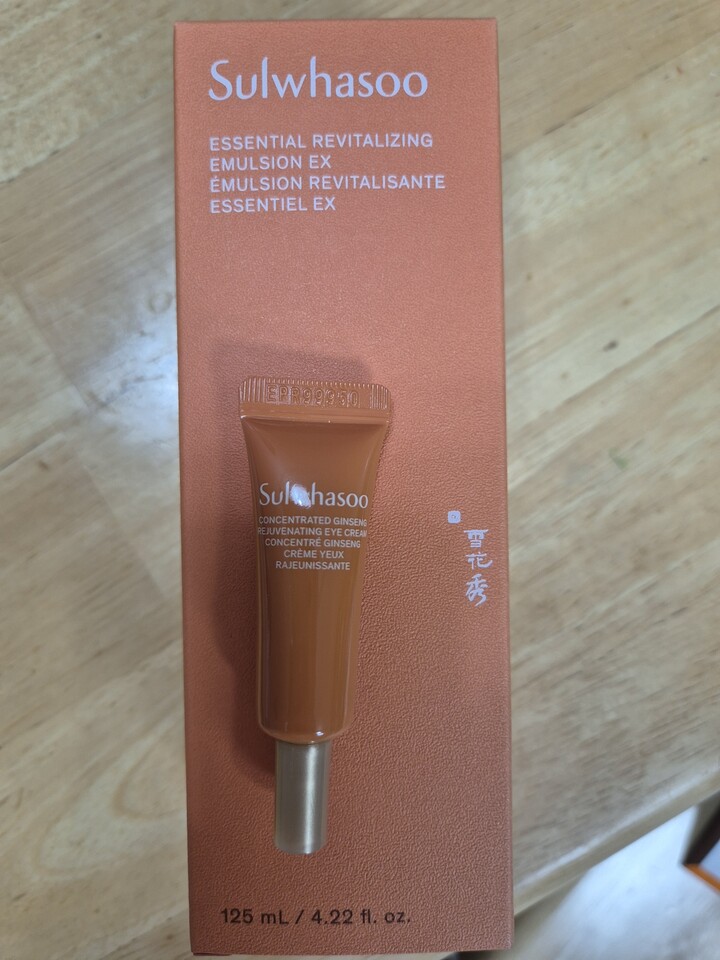 Sulwhasoo
ESSENTIAL REVITALIZING
EMULSION EX
ÉMULSION REVITALISANTE
ESSENTIEL EX
Sulwhasoo
CONCENTRATED GINSENG
REJUVENATING EYE CREAM
CONCENTRÉ GINSENG
CRÈME YEUX
RAJEUNISSANTE
雪花秀
125 mL / 4.22 fl. oz.